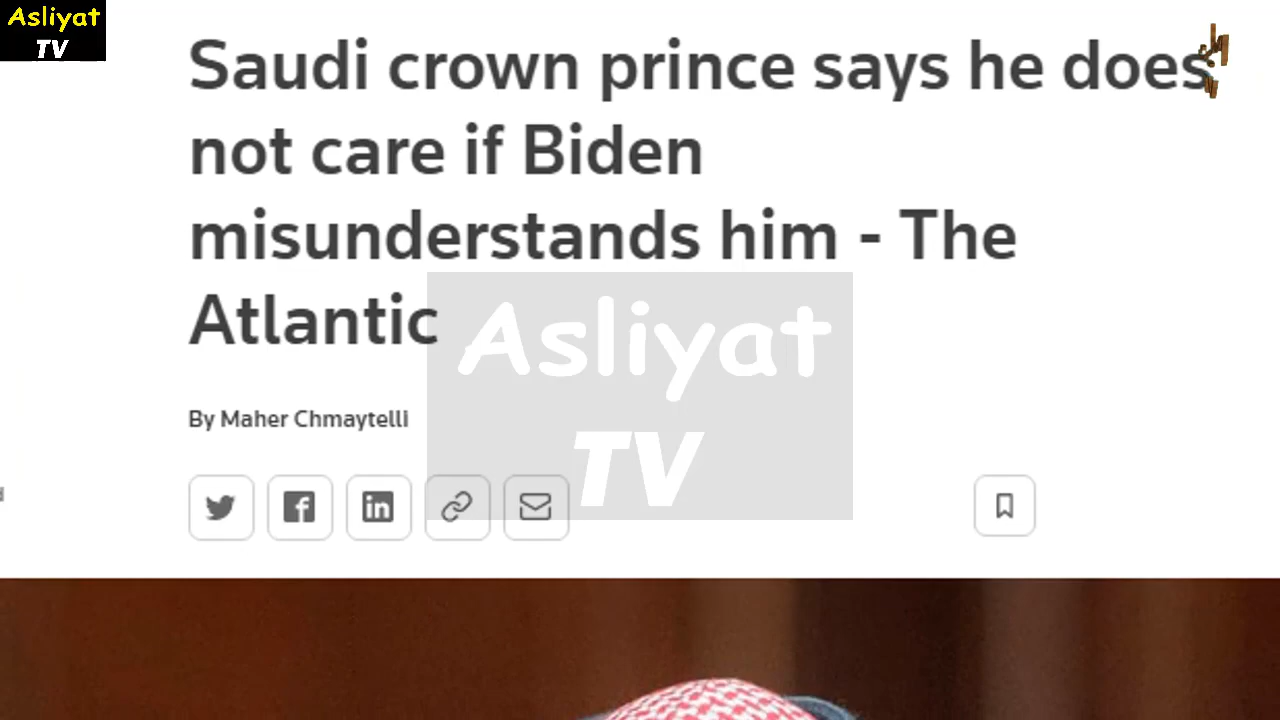 Asliyat
TV
Saudi crown prince says he does
not care if Biden
misunderstands him - The
Atlantic
Asliyat
TV
By Maher Chmaytelli